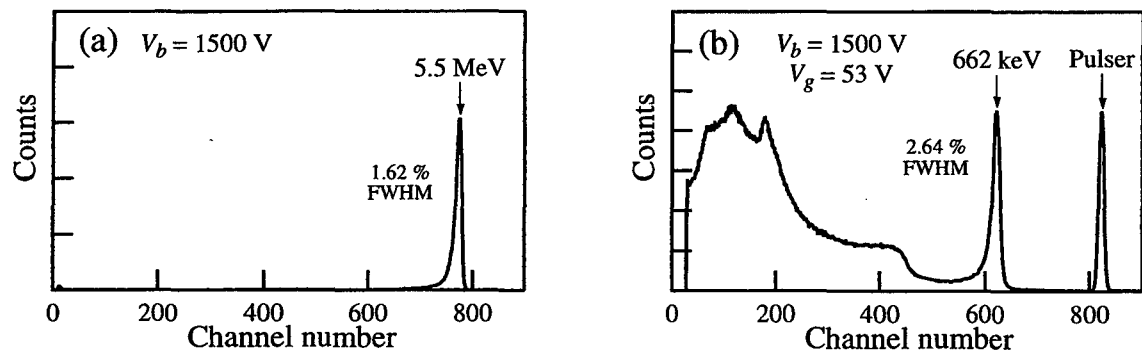 (a) V_b = 1500 V
5.5 MeV
1.62 %
FWHM
Counts
0 200 400 600 800
Channel number
(b) V_b = 1500 V
V_g = 53 V
662 keV
Pulser
2.64 %
FWHM
Counts
0 200 400 600 800
Channel number